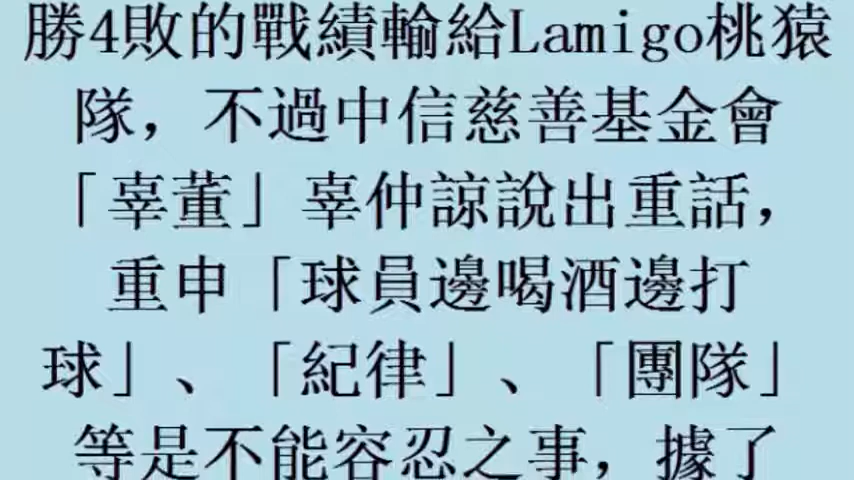 勝4敗的戰績輸給Lamigo桃猿
隊，不過中信慈善基金會
「辜董」辜仲諒說出重話，
重申「球員邊喝酒邊打
球」、「紀律」、「團隊」
等是不能容忍之事，據了